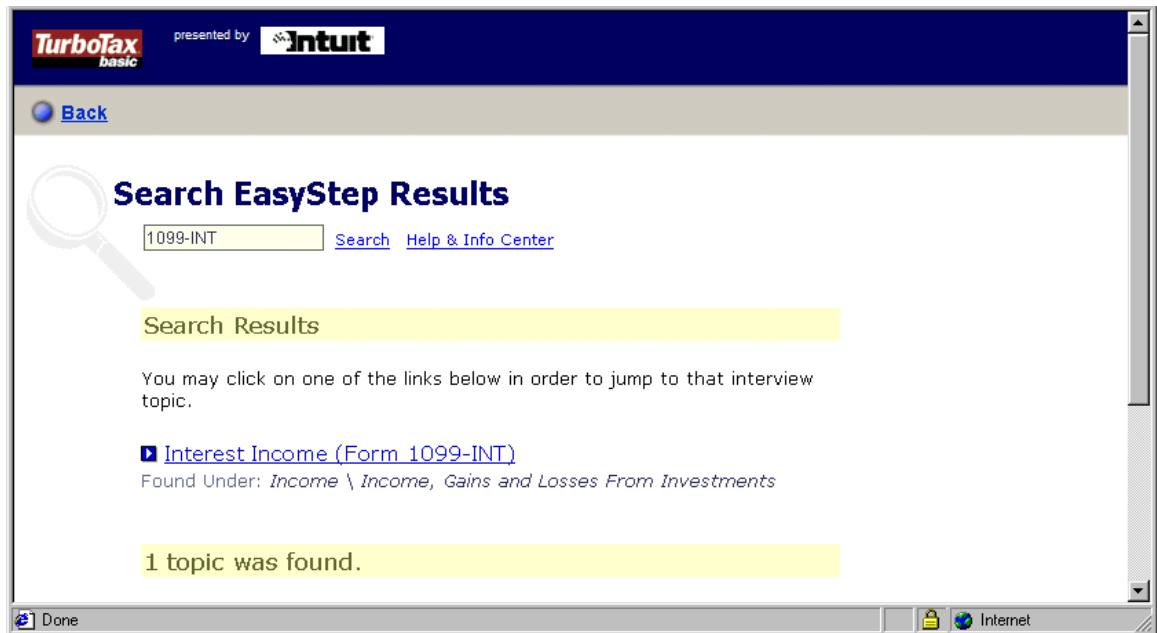 TurboTax
basic
presented by
Intuit
Back
Search EasyStep Results
1099-INT
Search Help & Info Center
Search Results
You may click on one of the links below in order to jump to that interview
topic.
Interest Income (Form 1099-INT)
Found Under: Income \ Income, Gains and Losses From Investments
1 topic was found.
Done
Internet